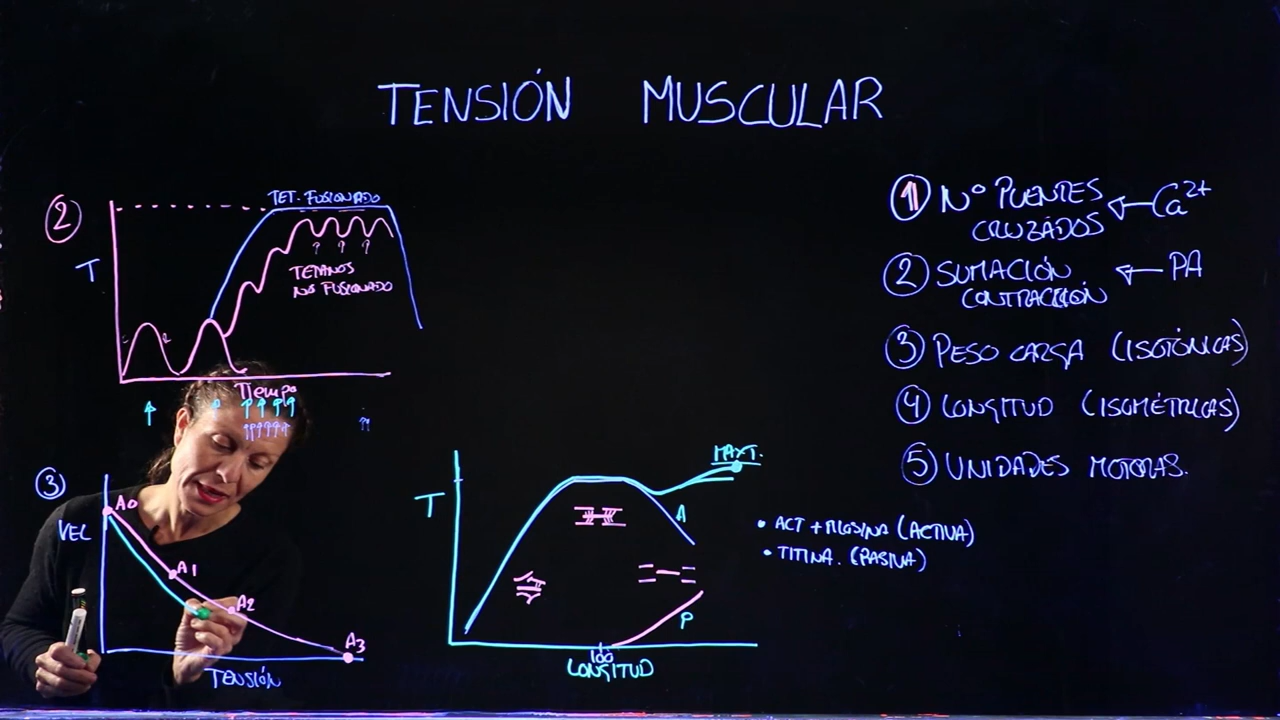 TENSIÓN MUSCULAR
2
TET. FUSIONADO
T
TETANOS
NO FUSIONADO
Tiempo
3
VEL
A0
A1
A2
A3
TENSIÓN
T
MAX T.
A
P
100
LONGITUD
• ACT + MIOSINA (ACTIVA)
• TITINA. (PASIVA)
1 Nº PUENTES CRUZADOS ← Ca2+
2 SUMACIÓN CONTRACCIÓN ← PA
3 PESO CARGA (ISOTÓNICAS)
4 LONGITUD (ISOMÉTRICAS)
5 UNIDADES MOTORAS.